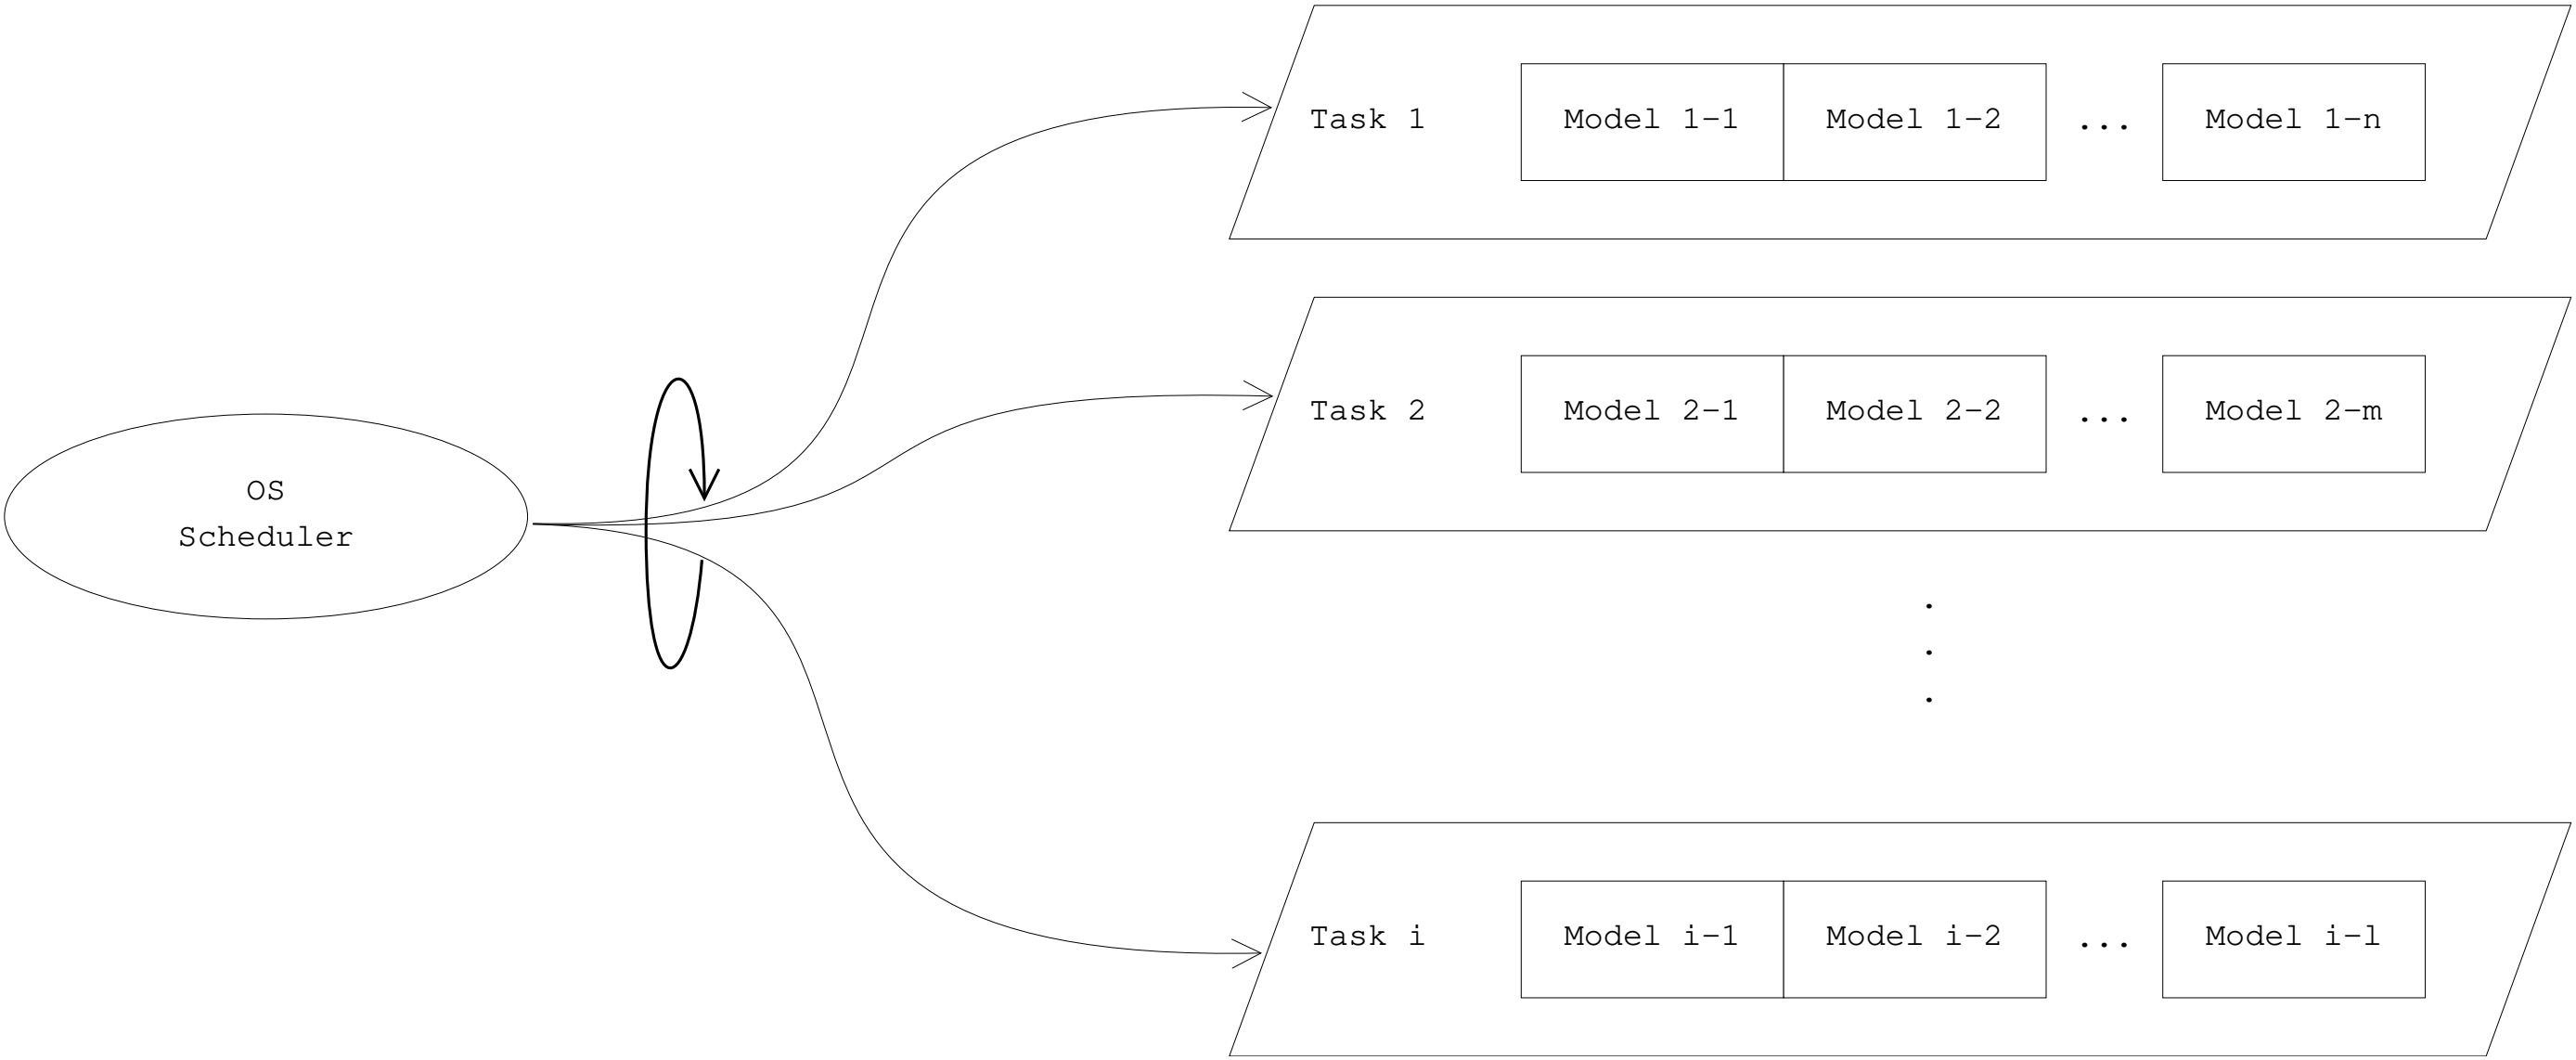 OS
Scheduler
Task 1 Model 1-1 Model 1-2 ... Model 1-n
Task 2 Model 2-1 Model 2-2 ... Model 2-m
.
.
.
Task i Model i-1 Model i-2 ... Model i-l